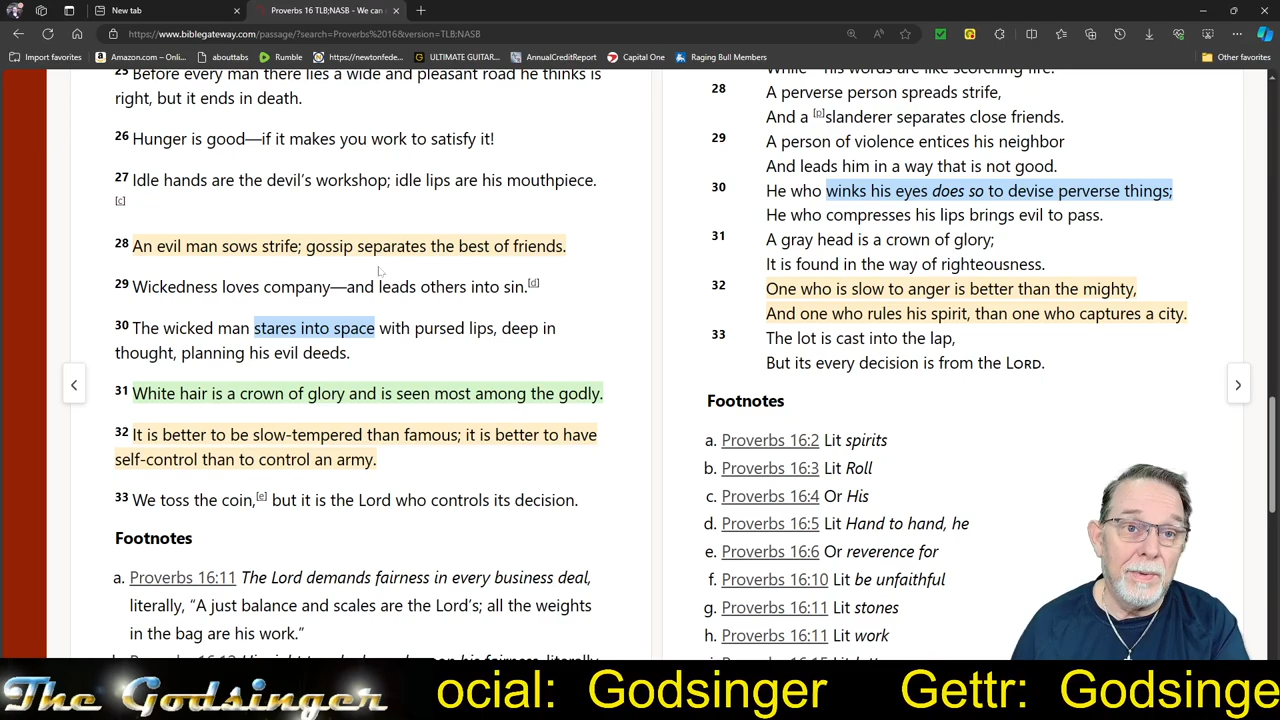 New tab
Proverbs 16 TLB;NASB - We can
https://www.biblegateway.com/passage/?search=Proverbs%2016&version=TLB;NASB
Import favorites
Amazon.com – Onli...
abouttabs
Rumble
https://newtonfede...
ULTIMATE GUITAR...
AnnualCreditReport
Capital One
Raging Bull Members
Other favorites
25 Before every man there lies a wide and pleasant road he thinks is
right, but it ends in death.
26 Hunger is good—if it makes you work to satisfy it!
27 Idle hands are the devil's workshop; idle lips are his mouthpiece.
[c]
28 An evil man sows strife; gossip separates the best of friends.
29 Wickedness loves company—and leads others into sin.[d]
30 The wicked man stares into space with pursed lips, deep in
thought, planning his evil deeds.
31 White hair is a crown of glory and is seen most among the godly.
32 It is better to be slow-tempered than famous; it is better to have
self-control than to control an army.
33 We toss the coin,[e] but it is the Lord who controls its decision.
Footnotes
a. Proverbs 16:11 The Lord demands fairness in every business deal,
literally, “A just balance and scales are the Lord's; all the weights
in the bag are his work.”
While his words are like scorching fire.
28 A perverse person spreads strife,
And a [p]slanderer separates close friends.
29 A person of violence entices his neighbor
And leads him in a way that is not good.
30 He who winks his eyes does so to devise perverse things;
He who compresses his lips brings evil to pass.
31 A gray head is a crown of glory;
It is found in the way of righteousness.
32 One who is slow to anger is better than the mighty,
And one who rules his spirit, than one who captures a city.
33 The lot is cast into the lap,
But its every decision is from the LORD.
Footnotes
a. Proverbs 16:2 Lit spirits
b. Proverbs 16:3 Lit Roll
c. Proverbs 16:4 Or His
d. Proverbs 16:5 Lit Hand to hand, he
e. Proverbs 16:6 Or reverence for
f. Proverbs 16:10 Lit be unfaithful
g. Proverbs 16:11 Lit stones
h. Proverbs 16:11 Lit work
The Godsinger
ocial: Godsinger Gettr: Godsinge